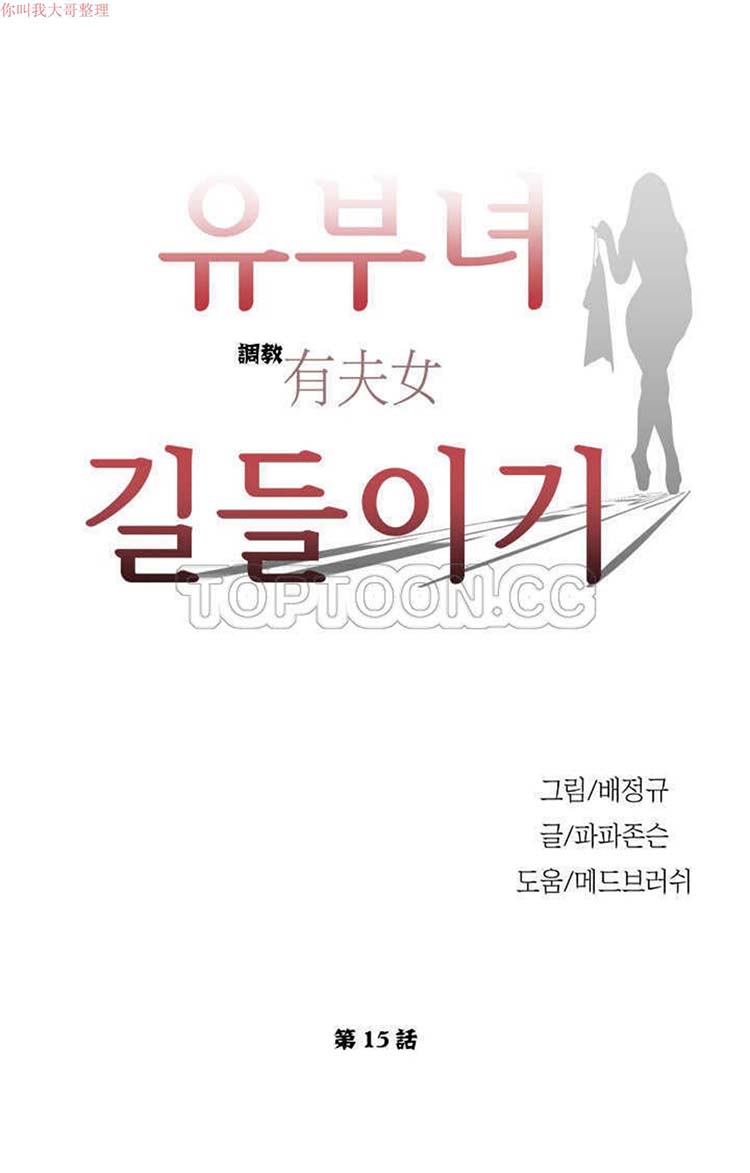 你叫我大哥整理
유부녀
調教有夫女
길들이기
TOPTOON.CC
그림/배정규
글/파파존슨
도움/메드브러쉬
第 15 話